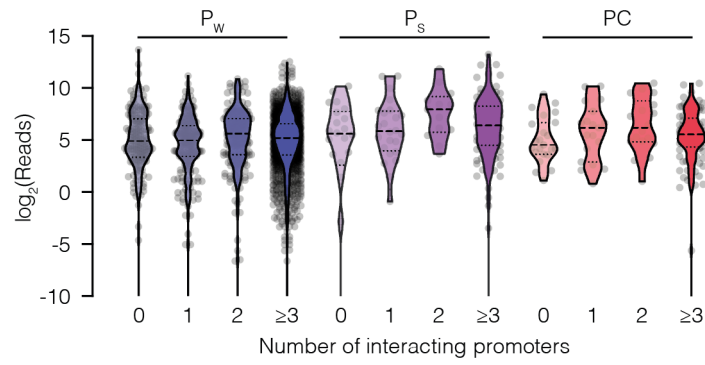 P_W P_S PC
15
10
5
0
-5
-10
log₂(Reads)
0 1 2 ≥3 0 1 2 ≥3 0 1 2 ≥3
Number of interacting promoters